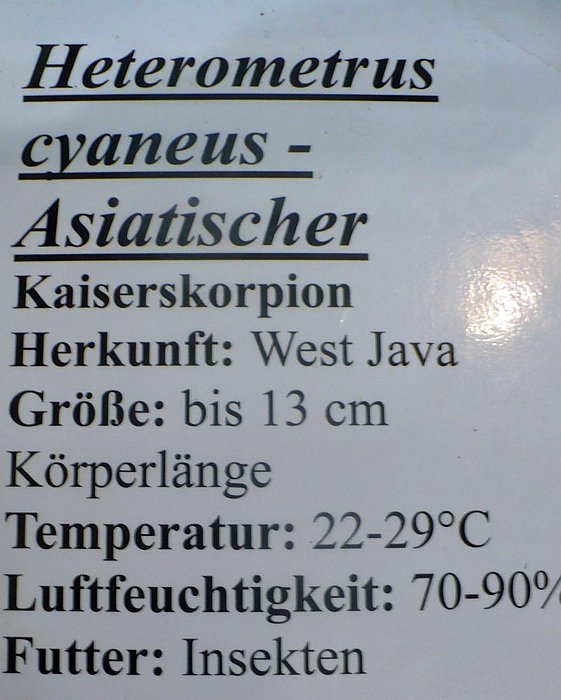 Heterometrus
cyaneus -
Asiatischer
Kaiserskorpion
Herkunft: West Java
Größe: bis 13 cm
Körperlänge
Temperatur: 22-29°C
Luftfeuchtigkeit: 70-90%
Futter: Insekten